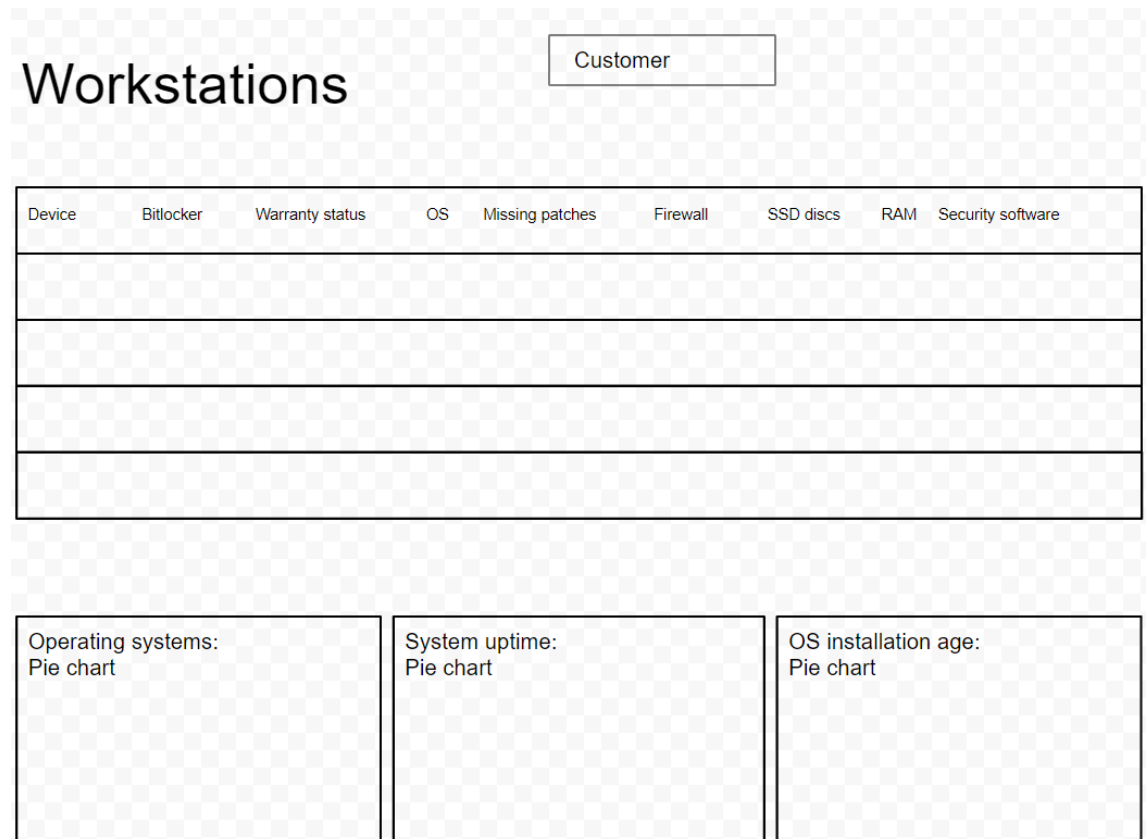 Workstations
Customer
Device Bitlocker Warranty status OS Missing patches Firewall SSD discs RAM Security software
Operating systems:
Pie chart
System uptime:
Pie chart
OS installation age:
Pie chart